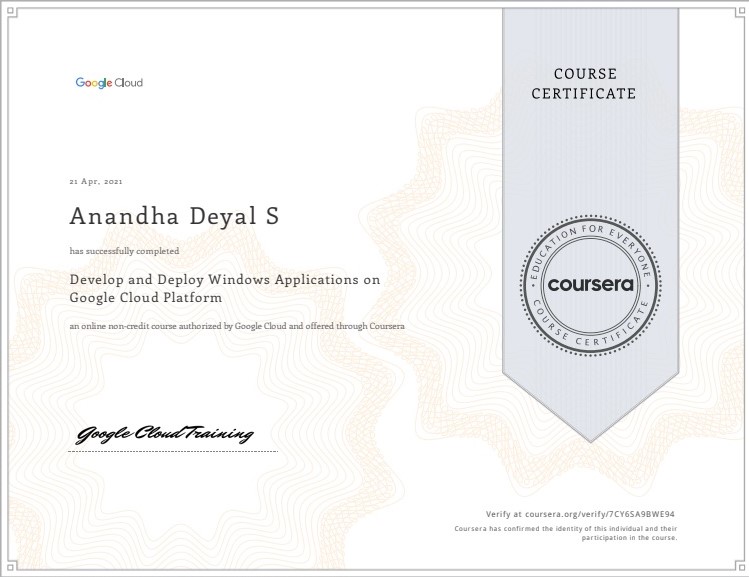 Google Cloud
COURSE
CERTIFICATE
21 Apr, 2021
Anandha Deyal S
has successfully completed
Develop and Deploy Windows Applications on
Google Cloud Platform
an online non-credit course authorized by Google Cloud and offered through Coursera
EDUCATION FOR EVERYONE
coursera
COURSE CERTIFICATE
Google Cloud Training
Verify at coursera.org/verify/7CY6SA9BWE94
Coursera has confirmed the identity of this individual and their
participation in the course.